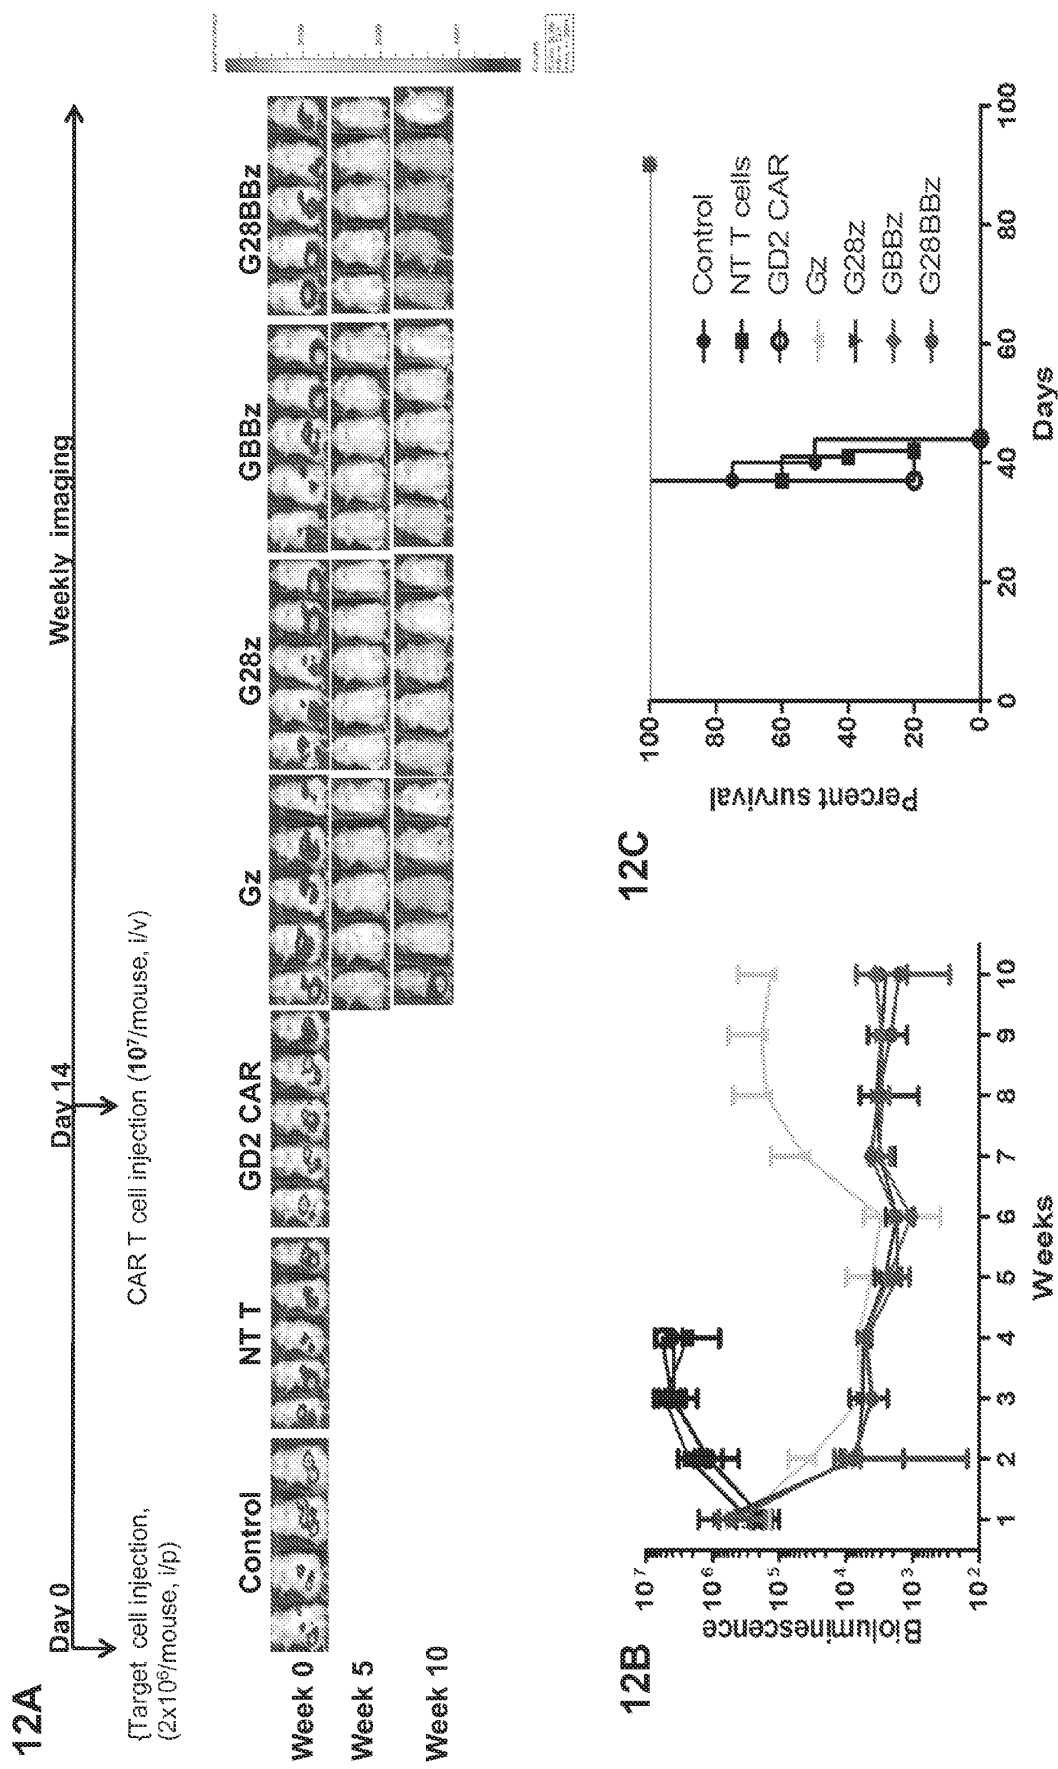 12A
Day 0
Day 14
Weekly imaging
{Target cell injection,
(2x10⁶/mouse, i/p)
CAR T cell injection (10⁷/mouse, i/v)
Control
NT T
GD2 CAR
Gz
G28z
GBBz
G28BBz
Week 0
Week 5
Week 10
12B
Bioluminescence
10⁷
10⁶
10⁵
10⁴
10³
10²
1 2 3 4 5 6 7 8 9 10
Weeks
12C
Percent survival
100
80
60
40
20
0
0 20 40 60 80 100
Days
Control
NT T cells
GD2 CAR
Gz
G28z
GBBz
G28BBz